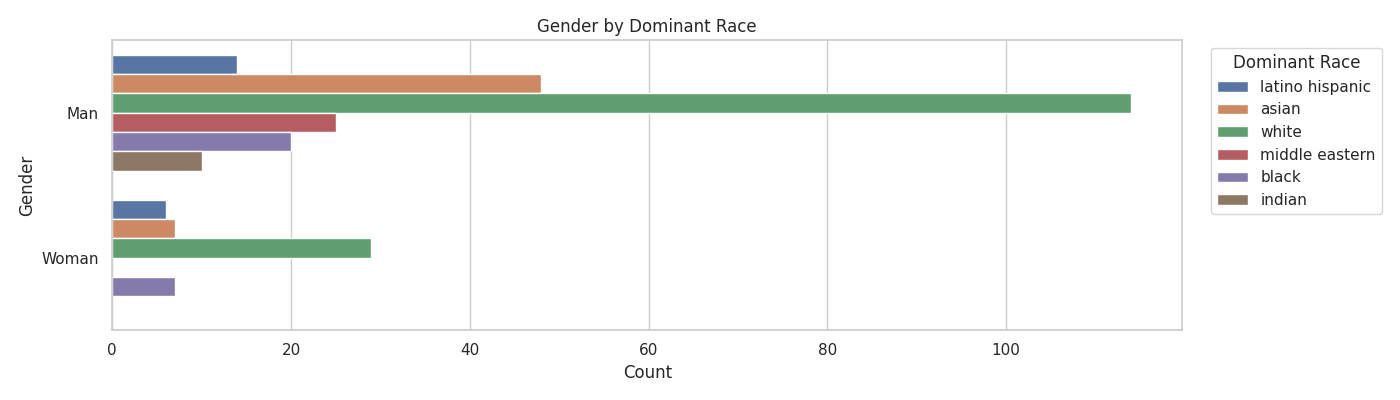 Gender by Dominant Race
Dominant Race
latino hispanic
asian
white
middle eastern
black
indian
Gender
Man
Woman
0 20 40 60 80 100
Count